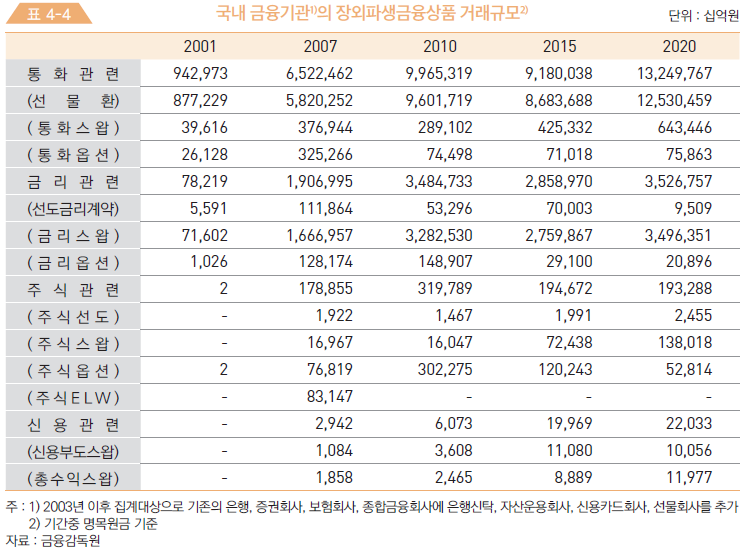 표 4-4 국내 금융기관1)의 장외파생금융상품 거래규모2) 단위 : 십억원
2001 2007 2010 2015 2020
통 화 관 련 942,973 6,522,462 9,965,319 9,180,038 13,249,767
(선 물 환) 877,229 5,820,252 9,601,719 8,683,688 12,530,459
( 통 화 스 왑 ) 39,616 376,944 289,102 425,332 643,446
( 통 화 옵 션 ) 26,128 325,266 74,498 71,018 75,863
금 리 관 련 78,219 1,906,995 3,484,733 2,858,970 3,526,757
(선도금리계약) 5,591 111,864 53,296 70,003 9,509
( 금 리 스 왑 ) 71,602 1,666,957 3,282,530 2,759,867 3,496,351
( 금 리 옵 션 ) 1,026 128,174 148,907 29,100 20,896
주 식 관 련 2 178,855 319,789 194,672 193,288
( 주 식 선 도 ) - 1,922 1,467 1,991 2,455
( 주 식 스 왑 ) - 16,967 16,047 72,438 138,018
( 주 식 옵 션 ) 2 76,819 302,275 120,243 52,814
( 주 식 E L W ) - 83,147 - - -
신 용 관 련 - 2,942 6,073 19,969 22,033
(신용부도스왑) - 1,084 3,608 11,080 10,056
(총수익스왑) - 1,858 2,465 8,889 11,977
주 : 1) 2003년 이후 집계대상으로 기존의 은행, 증권회사, 보험회사, 종합금융회사에 은행신탁, 자산운용회사, 신용카드회사, 선물회사를 추가
2) 기간중 명목원금 기준
자료 : 금융감독원